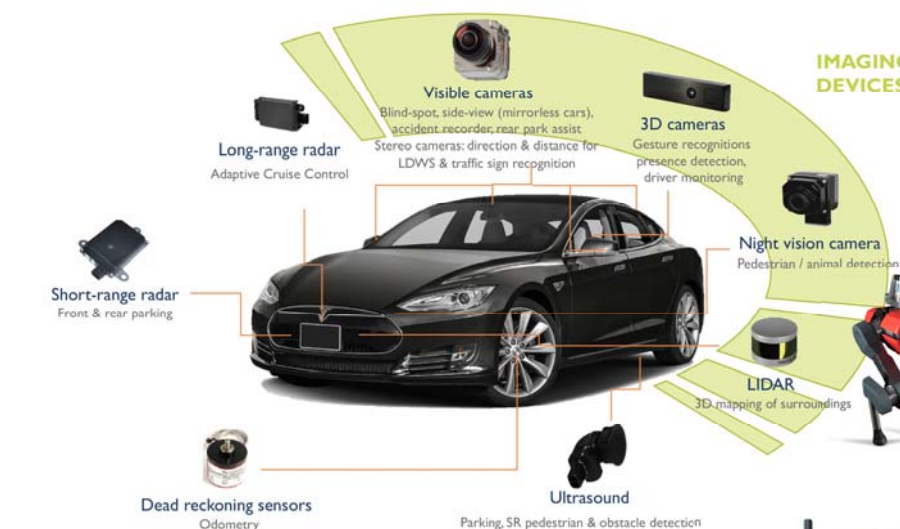 IMAGING
DEVICES
Visible cameras
Blind-spot, side-view (mirrorless cars),
accident recorder, rear park assist
Stereo cameras: direction & distance for
LDWS & traffic sign recognition
3D cameras
Gesture recognitions
presence detection,
driver monitoring
Long-range radar
Adaptive Cruise Control
Night vision camera
Pedestrian / animal detection
Short-range radar
Front & rear parking
LIDAR
3D mapping of surroundings
Dead reckoning sensors
Odometry
Ultrasound
Parking, SR pedestrian & obstacle detection